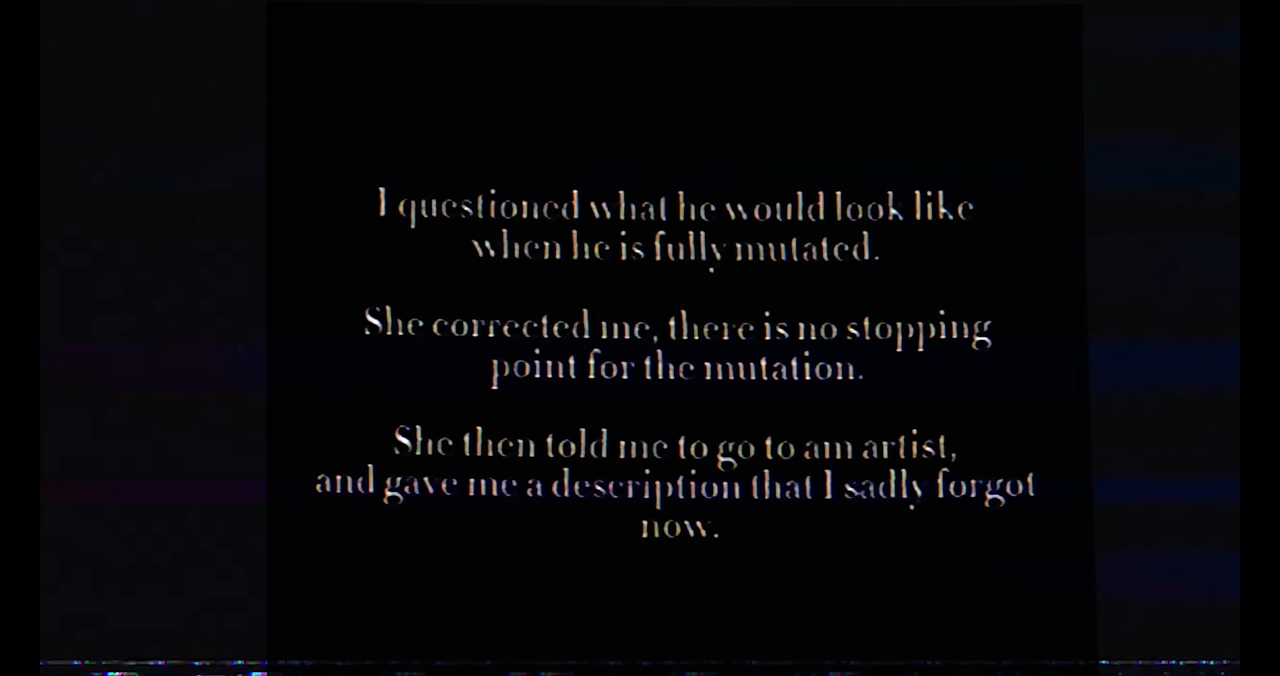 I questioned what he would look like
when he is fully mutated.
She corrected me, there is no stopping
point for the mutation.
She then told me to go to am artist,
and gave me a description that I sadly forgot
now.